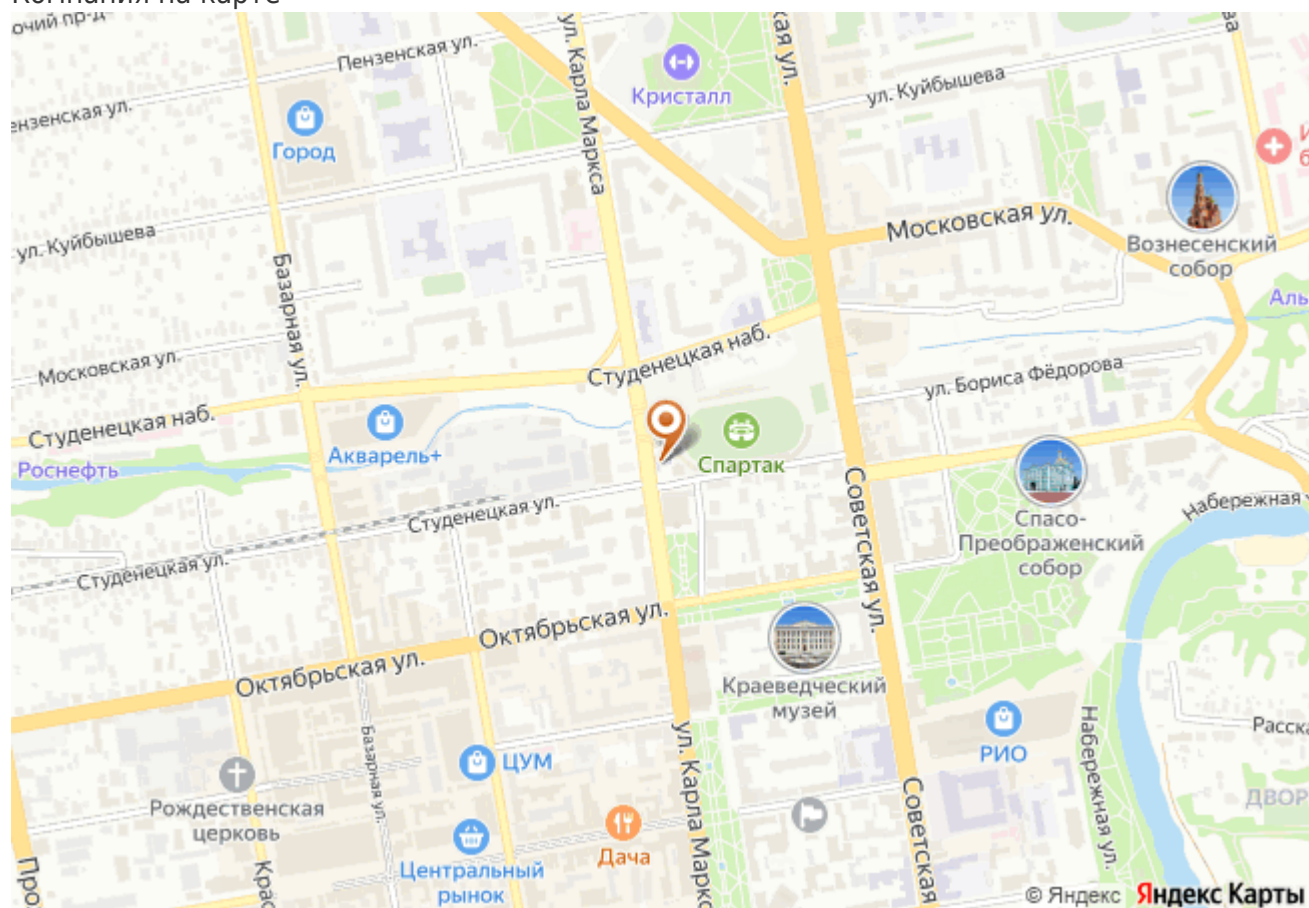 Компания на карте
Пензенская ул.
ул. Карла Маркса
Кристалл
ул. Куйбышева
Город
Московская ул.
Вознесенский
собор
ул. Куйбышева
Базарная ул.
Студенецкая наб.
Московская ул.
ул. Бориса Фёдорова
Студенецкая наб.
Акварель+
Роснефть
Спартак
Студенецкая ул.
Советская ул.
Спасо-
Преображенский
собор
Набережная
Студенецкая ул.
Октябрьская ул.
Октябрьская ул.
Краеведческий
музей
Базарная ул.
ул. Карла Маркса
РИО
Набережная ул.
ЦУМ
Рождественская
церковь
Дача
Центральный
рынок
Советская
© Яндекс Яндекс Карты